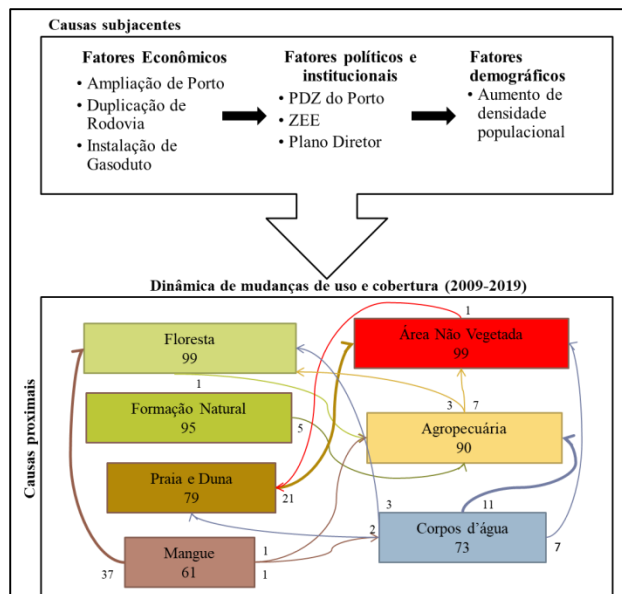 Causas subjacentes
Fatores Econômicos
• Ampliação de Porto
• Duplicação de
Rodovia
• Instalação de
Gasoduto
Fatores políticos e
institucionais
• PDZ do Porto
• ZEE
• Plano Diretor
Fatores
demográficos
• Aumento de
densidade
populacional
Dinâmica de mudanças de uso e cobertura (2009-2019)
Causas proximais
1
Floresta
99
Área Não Vegetada
99
1
3
7
Formação Natural
95
5
Agropecuária
90
Praia e Duna
79
21
3
11
2
Corpos d'água
73
7
Mangue
61
1
1
37